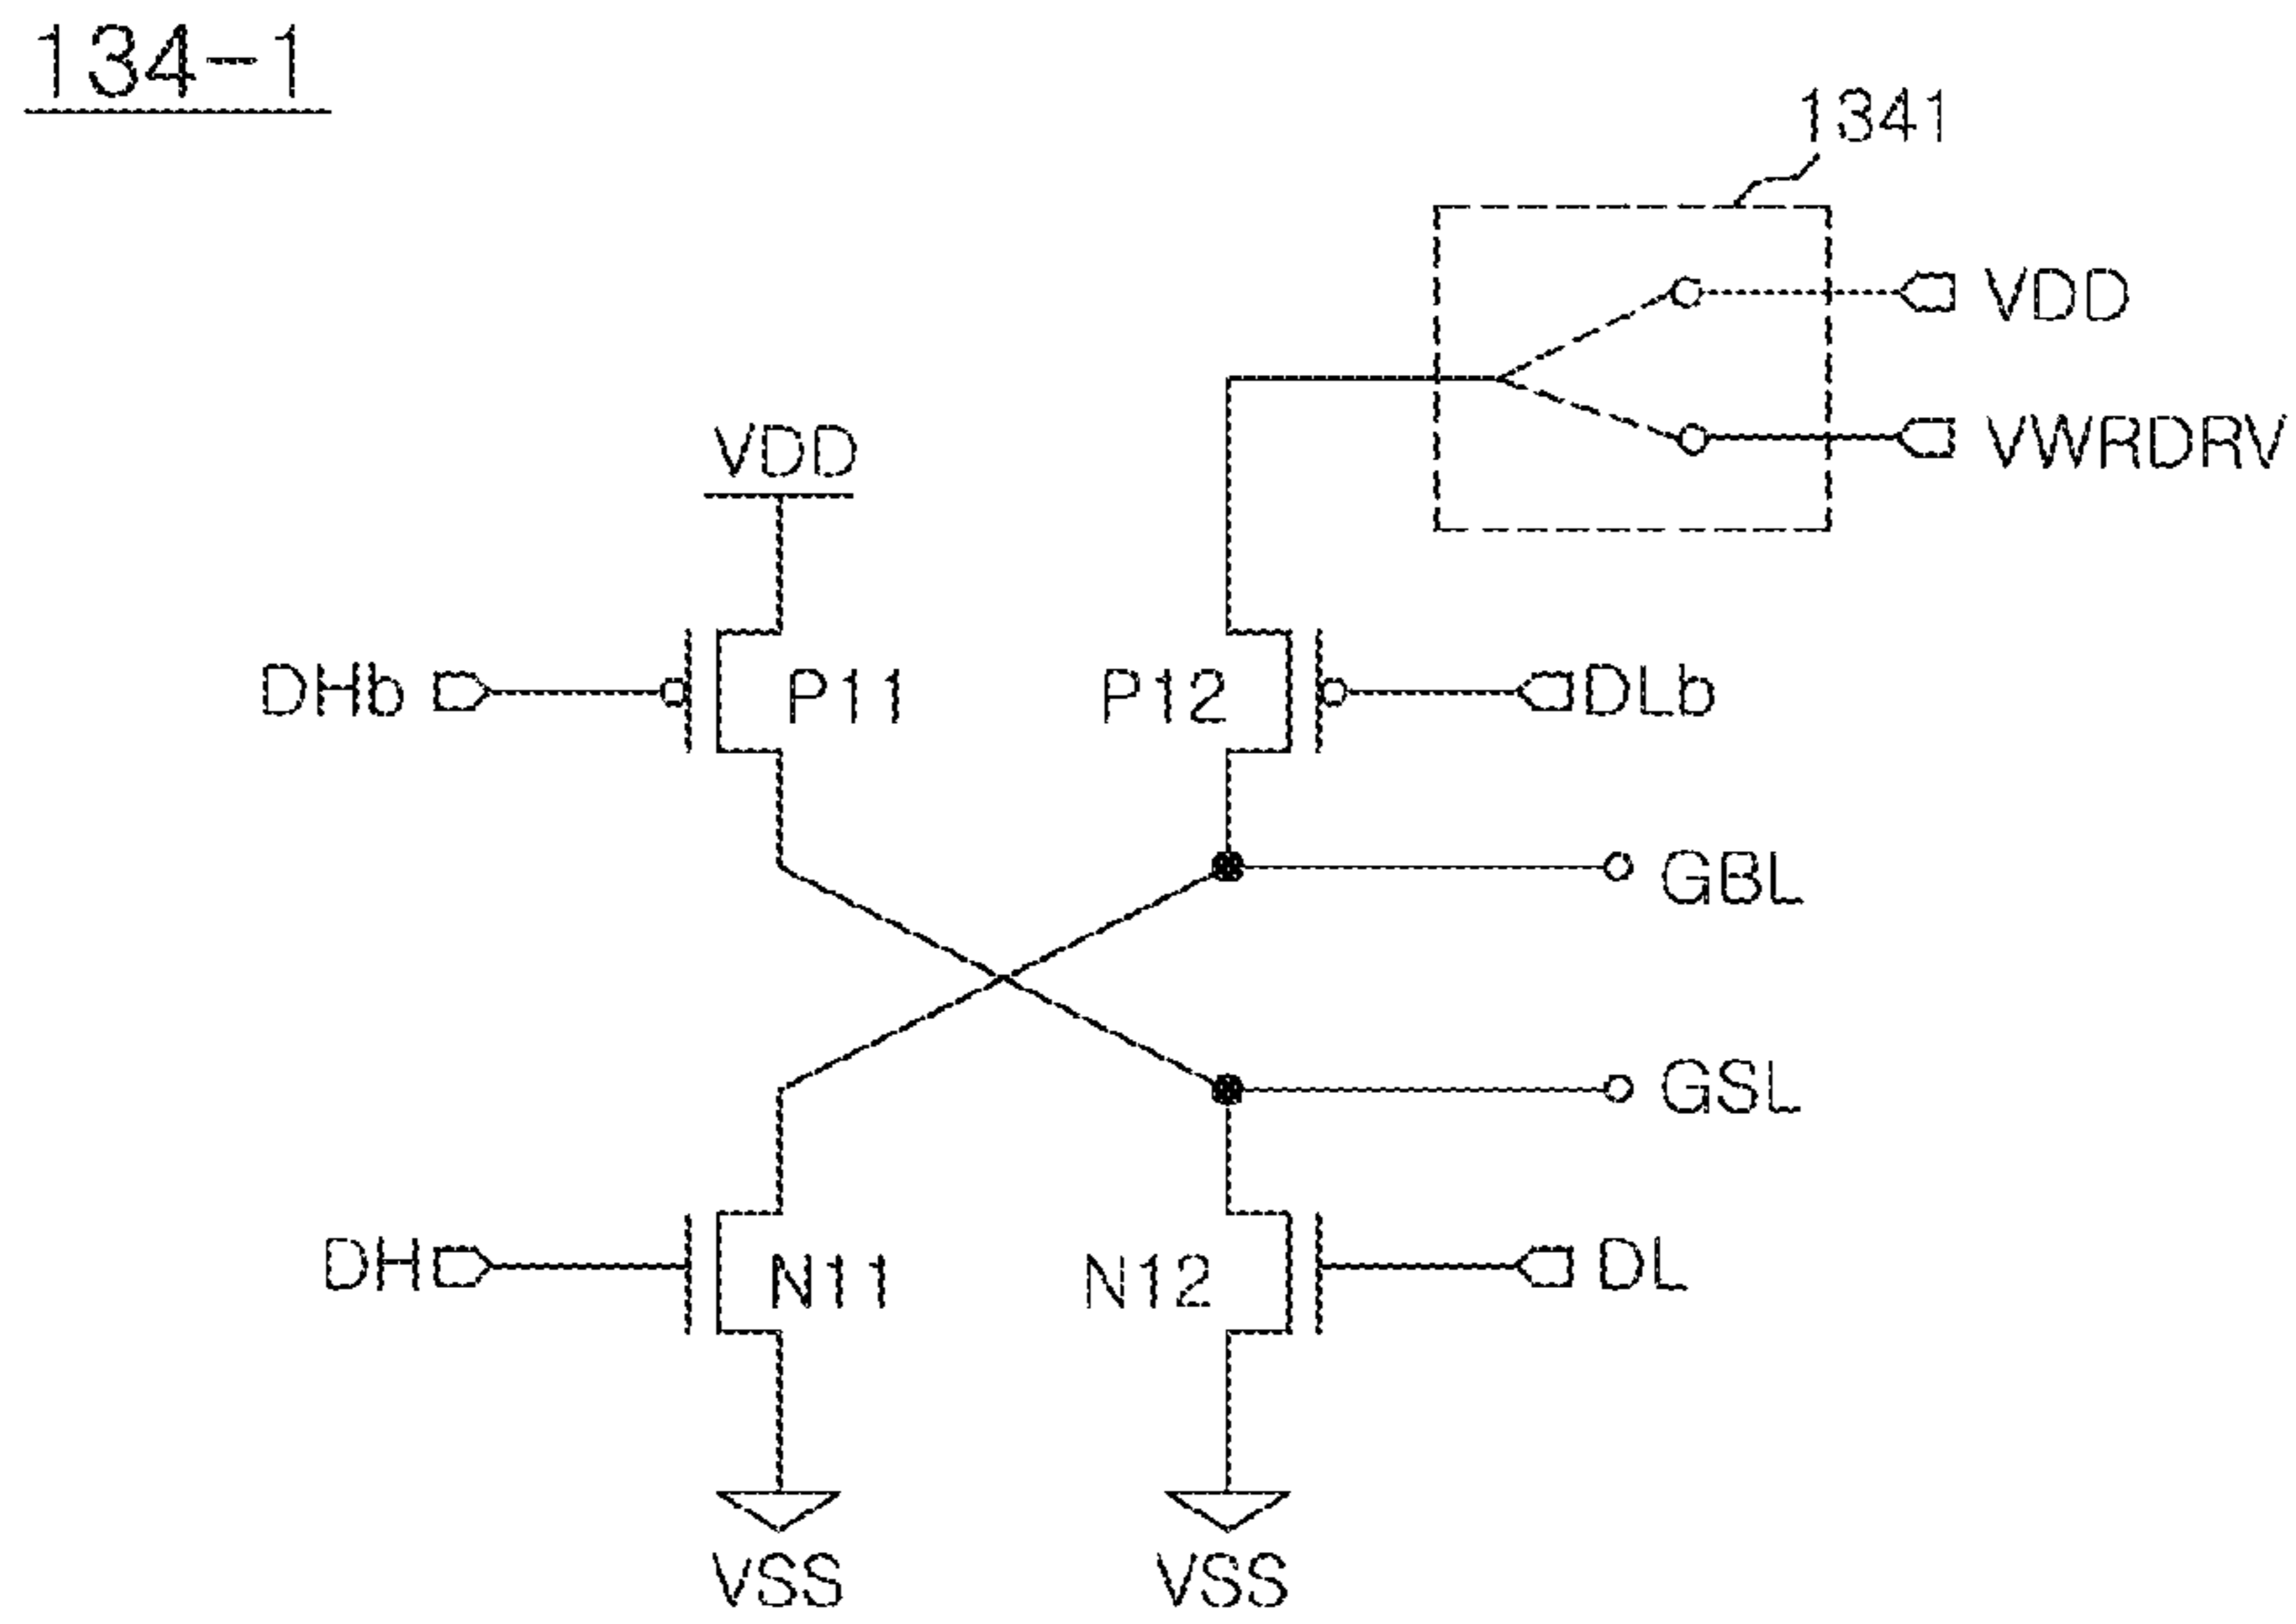 134-1
1341
VDD
VWRDRV
VDD
DHb
P11
P12
DLb
GBL
GSL
DH
N11
N12
DL
VSS
VSS